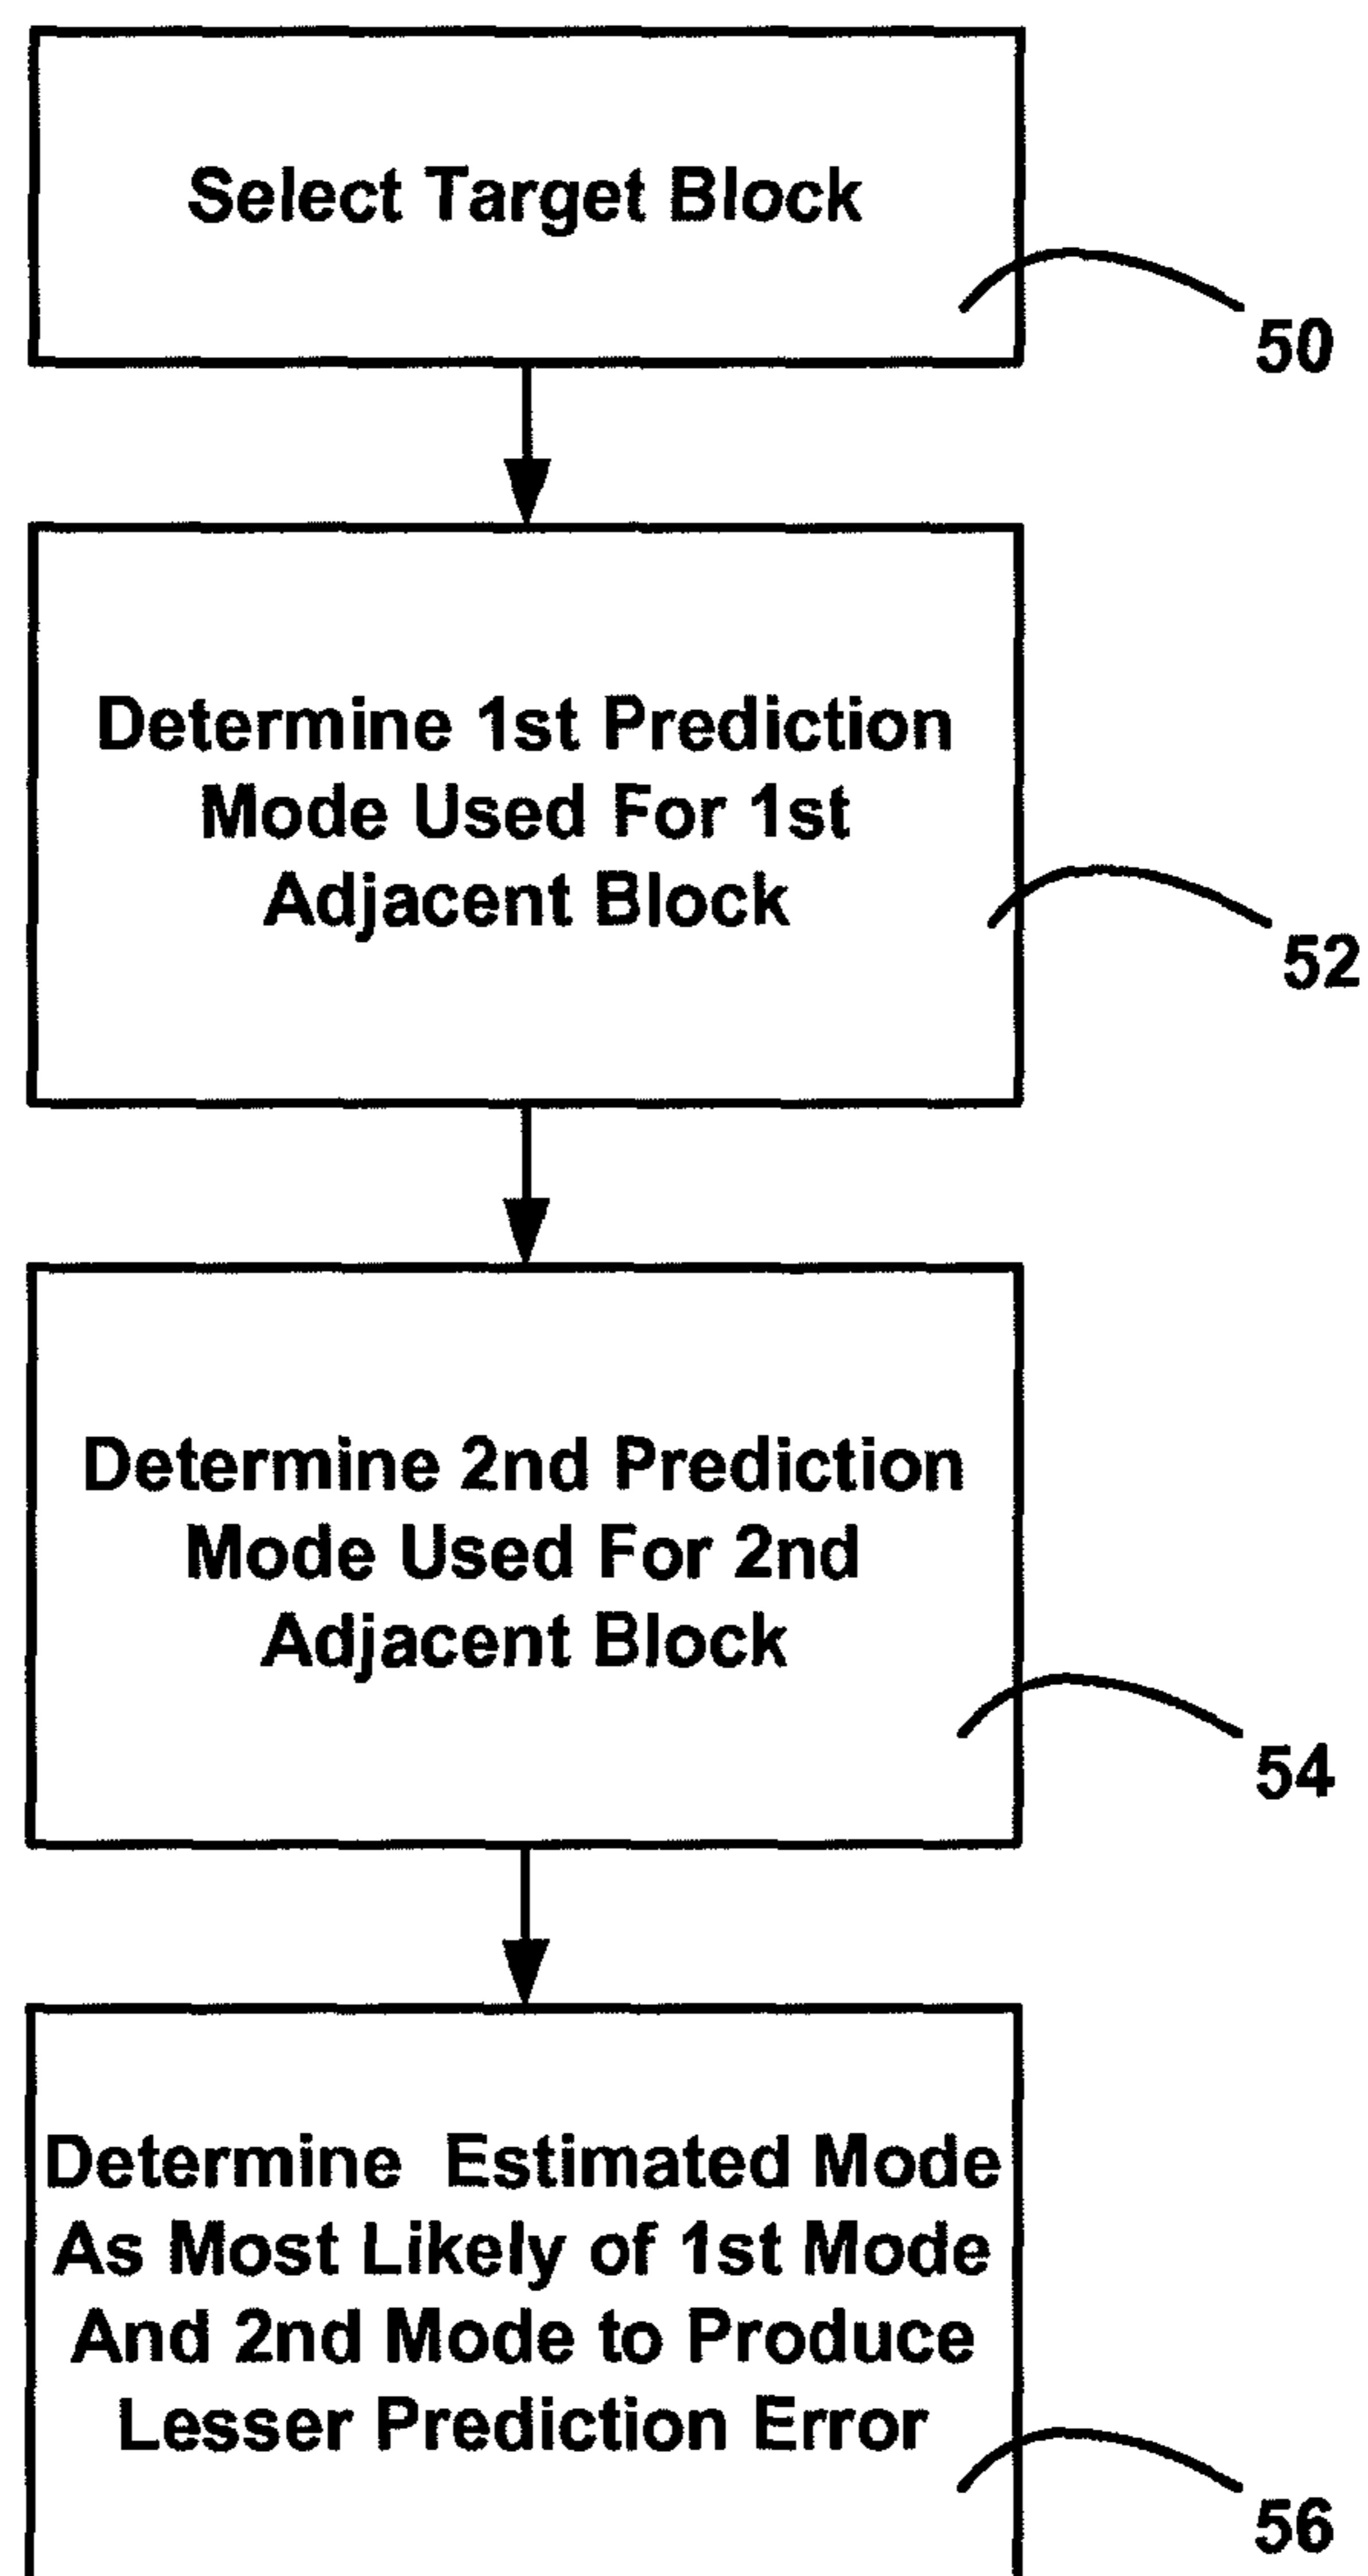 Select Target Block
50
Determine 1st Prediction
Mode Used For 1st
Adjacent Block
52
Determine 2nd Prediction
Mode Used For 2nd
Adjacent Block
54
Determine Estimated Mode
As Most Likely of 1st Mode
And 2nd Mode to Produce
Lesser Prediction Error
56